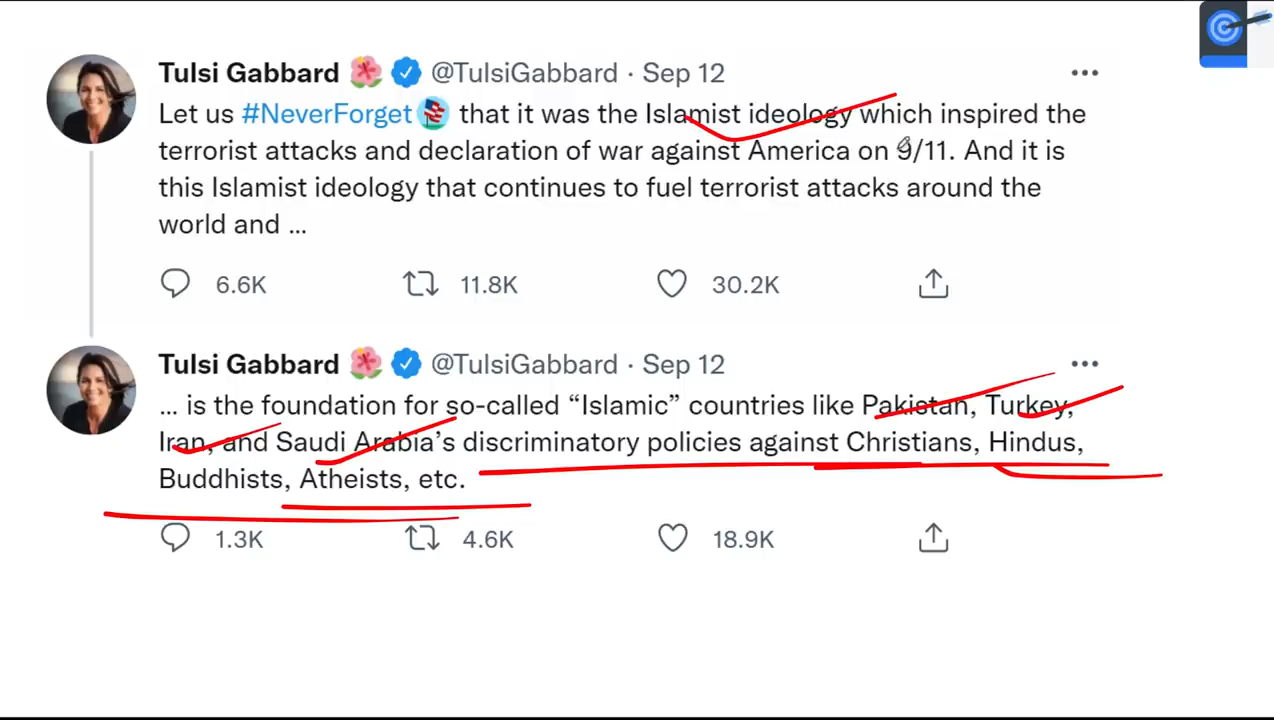 Tulsi Gabbard @TulsiGabbard · Sep 12
Let us #NeverForget that it was the Islamist ideology which inspired the
terrorist attacks and declaration of war against America on 9/11. And it is
this Islamist ideology that continues to fuel terrorist attacks around the
world and ...
6.6K 11.8K 30.2K
Tulsi Gabbard @TulsiGabbard · Sep 12
... is the foundation for so-called “Islamic” countries like Pakistan, Turkey,
Iran, and Saudi Arabia’s discriminatory policies against Christians, Hindus,
Buddhists, Atheists, etc.
1.3K 4.6K 18.9K